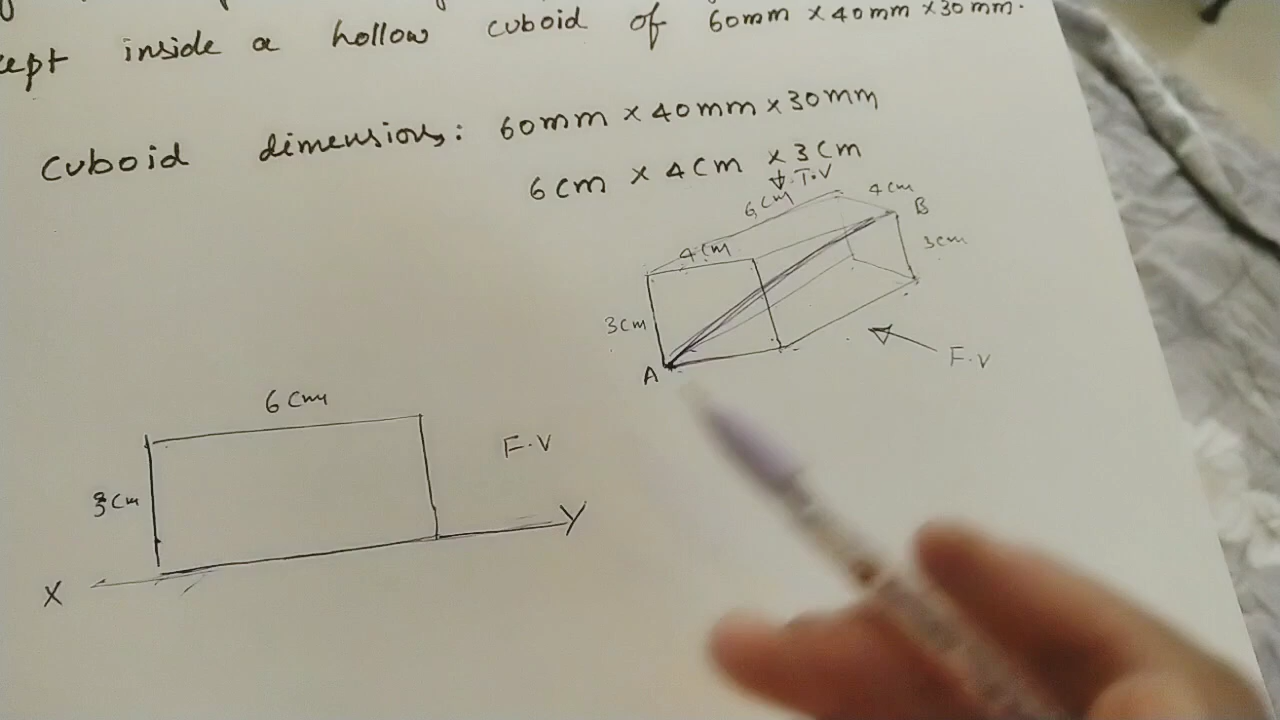 inside a hollow cuboid of 60mm × 40mm × 30mm.
cuboid dimensions: 60mm × 40mm × 30mm
6cm × 4cm × 3cm
T.V
6cm
4cm
B
4cm
3cm
3cm
A
F.V
6cm
F.V
3cm
X
Y